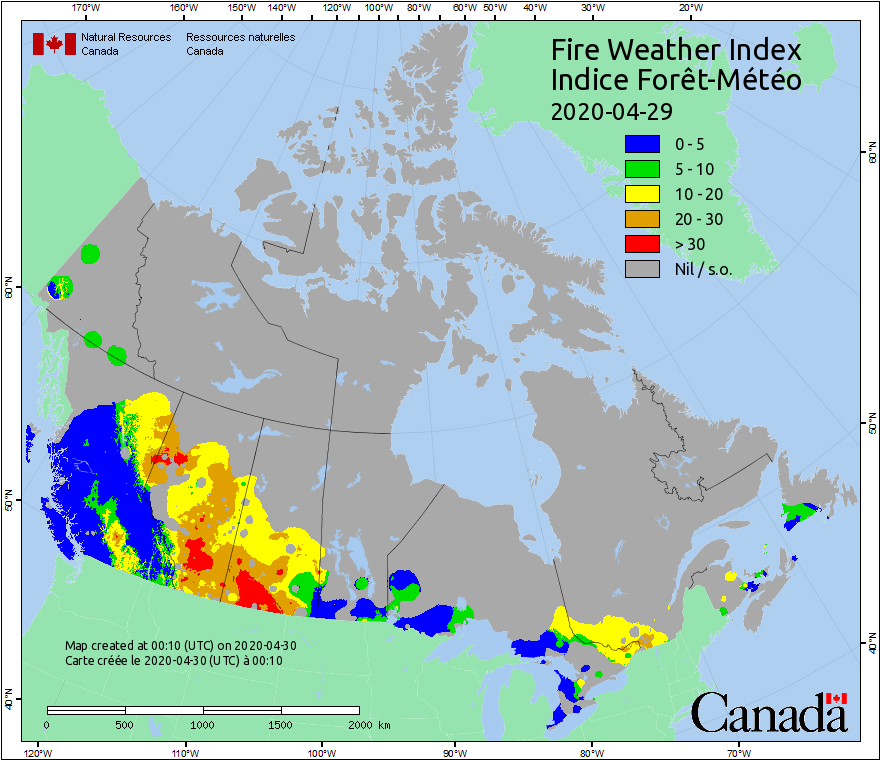 170°W 160°W 150°W 140°W 130°W 120°W 110°W 100°W 90°W 80°W 60°W 50°W 40°W 30°W 20°W
Natural Resources Ressources naturelles
Canada Canada
Fire Weather Index
Indice Forêt-Météo
2020-04-29
0 - 5
5 - 10
10 - 20
20 - 30
> 30
Nil / s.o.
60°N
60°N
50°N
50°N
40°N
40°N
Map created at 00:10 (UTC) on 2020-04-30
Carte créée le 2020-04-30 (UTC) à 00:10
0 500 1000 1500 2000 km
Canada
120°W 110°W 100°W 90°W 80°W 70°W